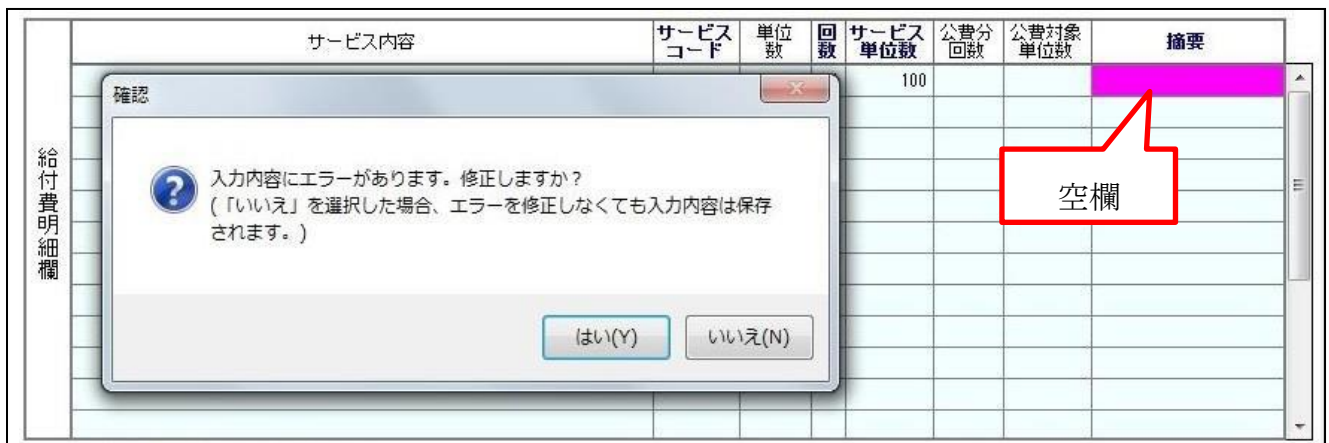 サービス内容
サービス
コード
単位
数
回
数
サービス
単位数
公費分
回数
公費対象
単位数
摘要
100
給付費明細欄
確認
入力内容にエラーがあります。修正しますか？
(「いいえ」を選択した場合、エラーを修正しなくても入力内容は保存
されます。)
はい(Y)
いいえ(N)
空欄